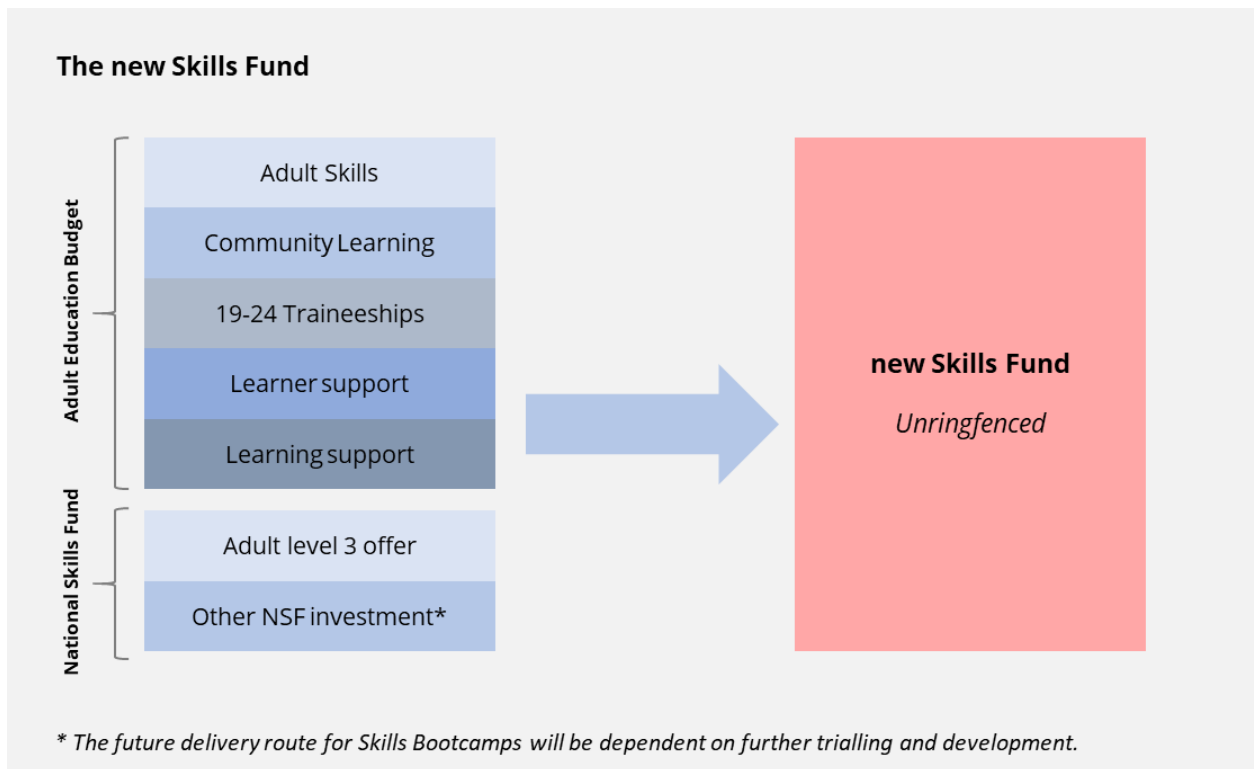 The new Skills Fund
Adult Education Budget
Adult Skills
Community Learning
19-24 Traineeships
Learner support
Learning support
National Skills Fund
Adult level 3 offer
Other NSF investment*
new Skills Fund
Unringfenced
* The future delivery route for Skills Bootcamps will be dependent on further trialling and development.